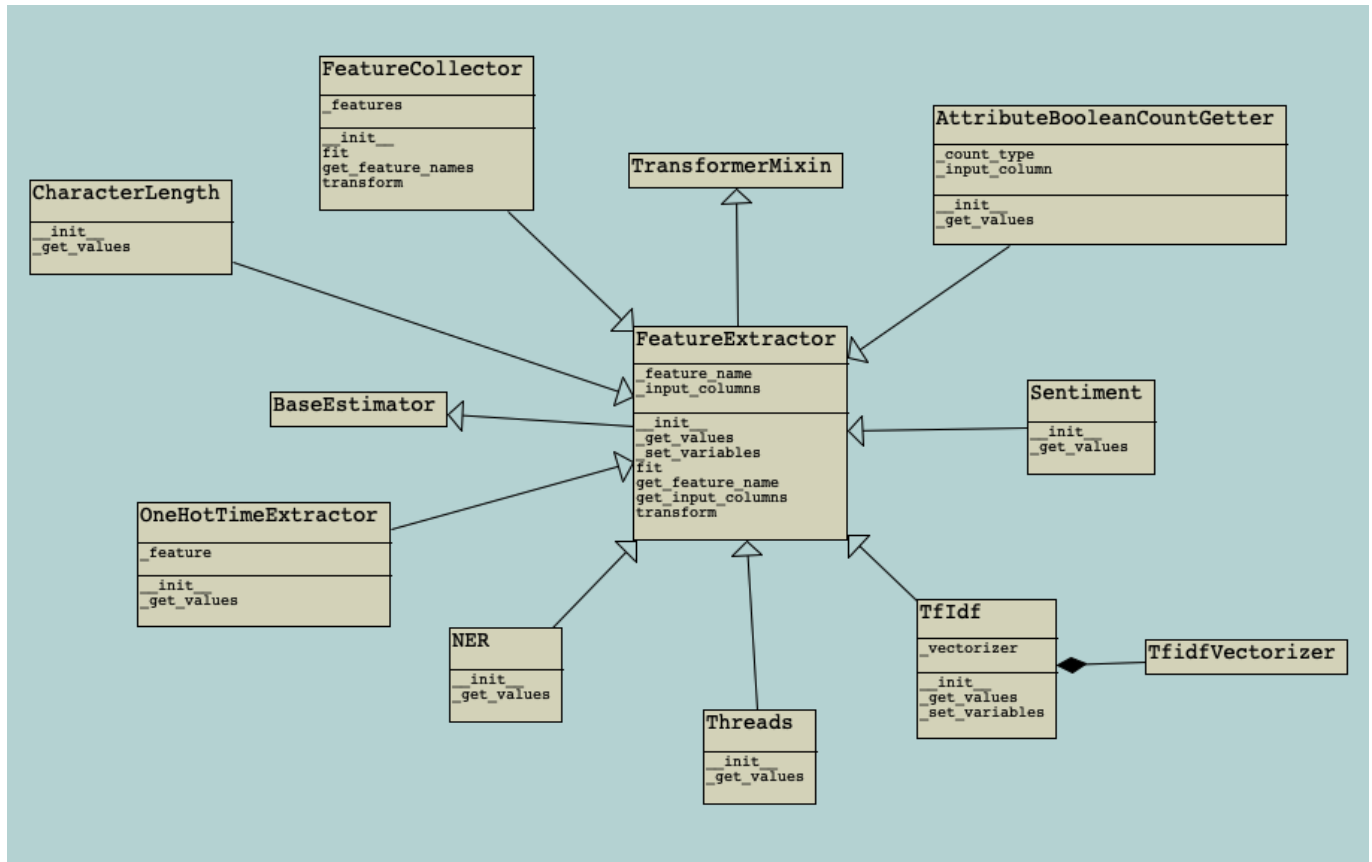 FeatureCollector
_features
__init__
fit
get_feature_names
transform
AttributeBooleanCountGetter
_count_type
_input_column
__init__
_get_values
TransformerMixin
CharacterLength
__init__
_get_values
FeatureExtractor
_feature_name
_input_columns
__init__
_get_values
_set_variables
fit
get_feature_name
get_input_columns
transform
BaseEstimator
Sentiment
__init__
_get_values
OneHotTimeExtractor
_feature
__init__
_get_values
NER
__init__
_get_values
Threads
__init__
_get_values
TfIdf
_vectorizer
__init__
_get_values
_set_variables
TfidfVectorizer